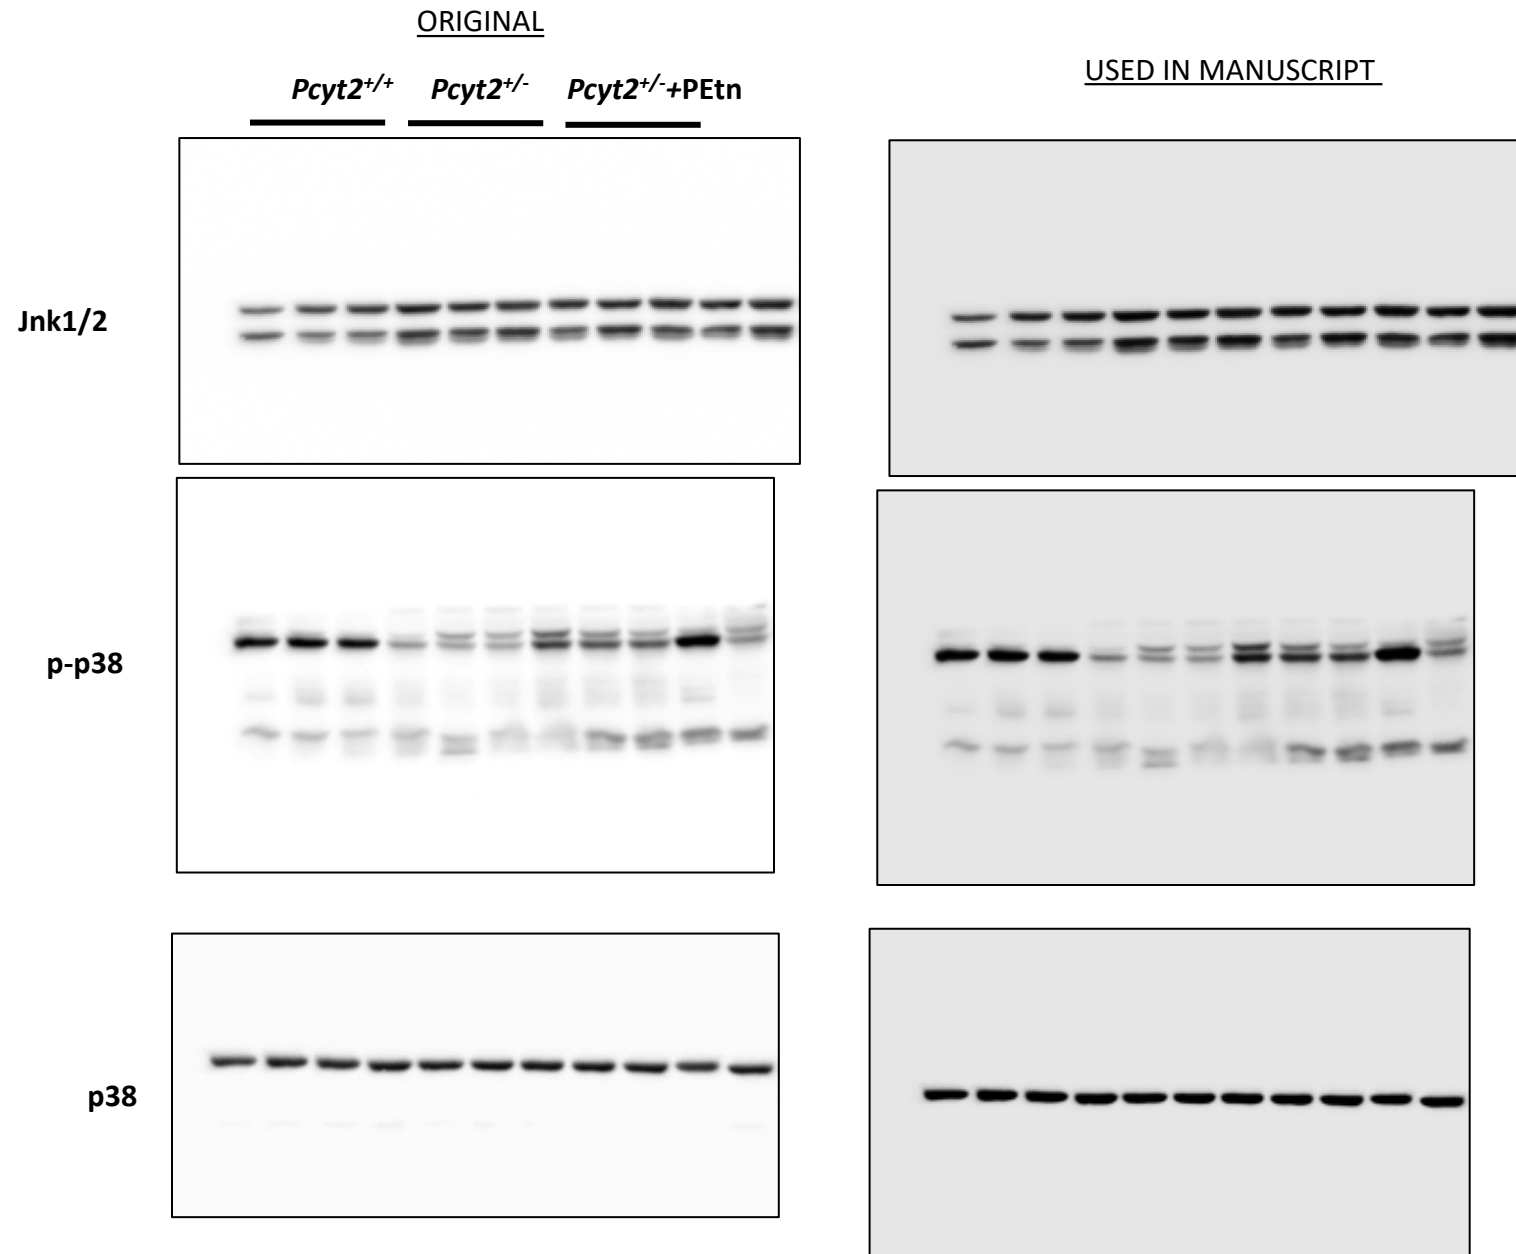 ORIGINAL
USED IN MANUSCRIPT
Pcyt2+/+ Pcyt2+/- Pcyt2+/-+PEtn
Jnk1/2
p-p38
p38